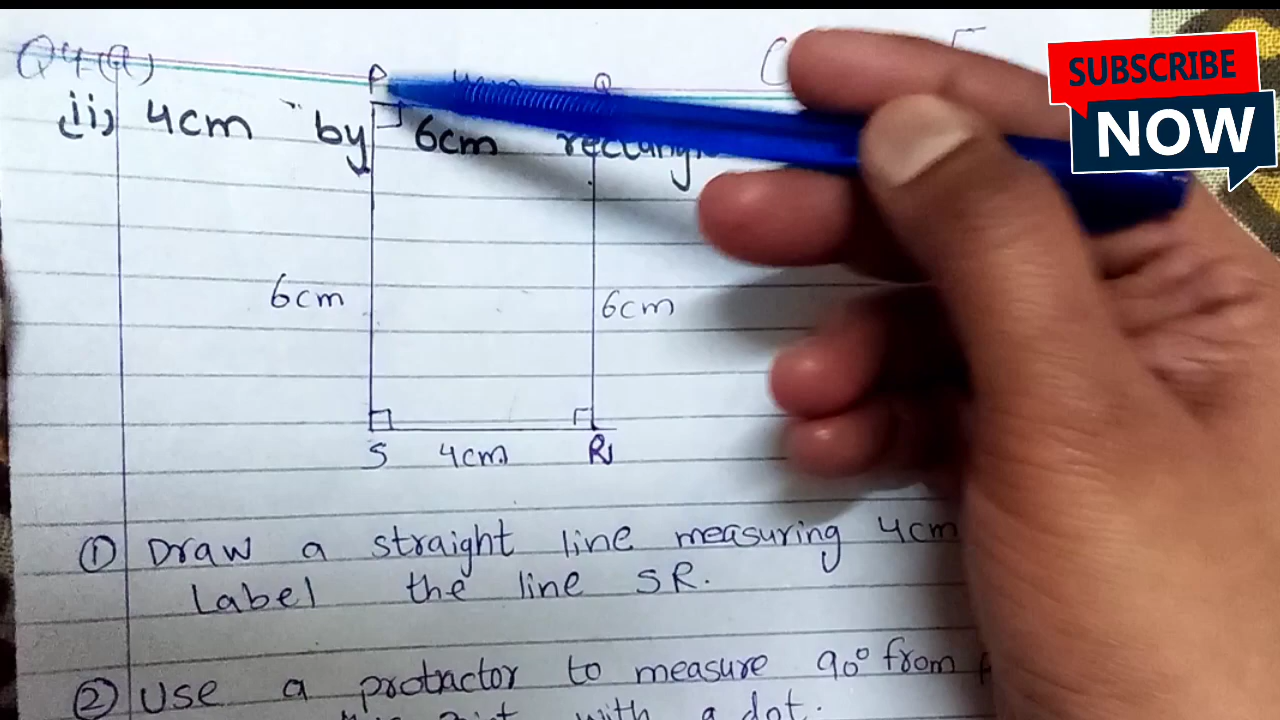 Q4(a)
P 4cm Q
(ii) 4cm by 6cm
6cm 6cm
S 4cm R
① Draw a straight line measuring 4cm
Label the line SR.
② Use a protractor to measure 90° from
with a dot.
SUBSCRIBE
NOW